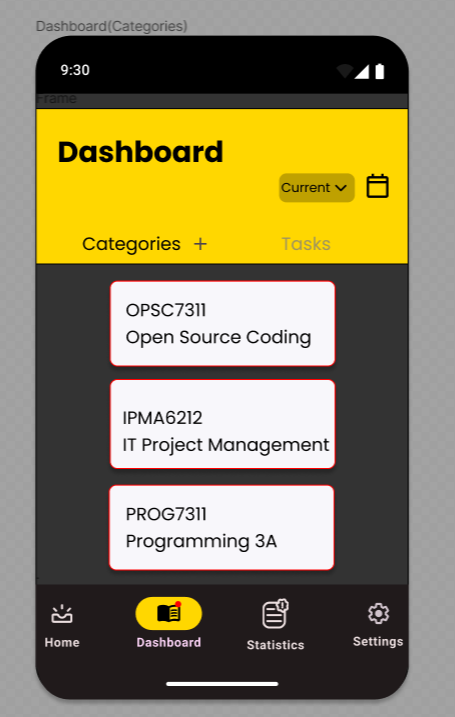 Dashboard(Categories)
9:30
Frame
Dashboard
Current
Categories +
Tasks
OPSC7311
Open Source Coding
IPMA6212
IT Project Management
PROG7311
Programming 3A
Home
Dashboard
Statistics
Settings